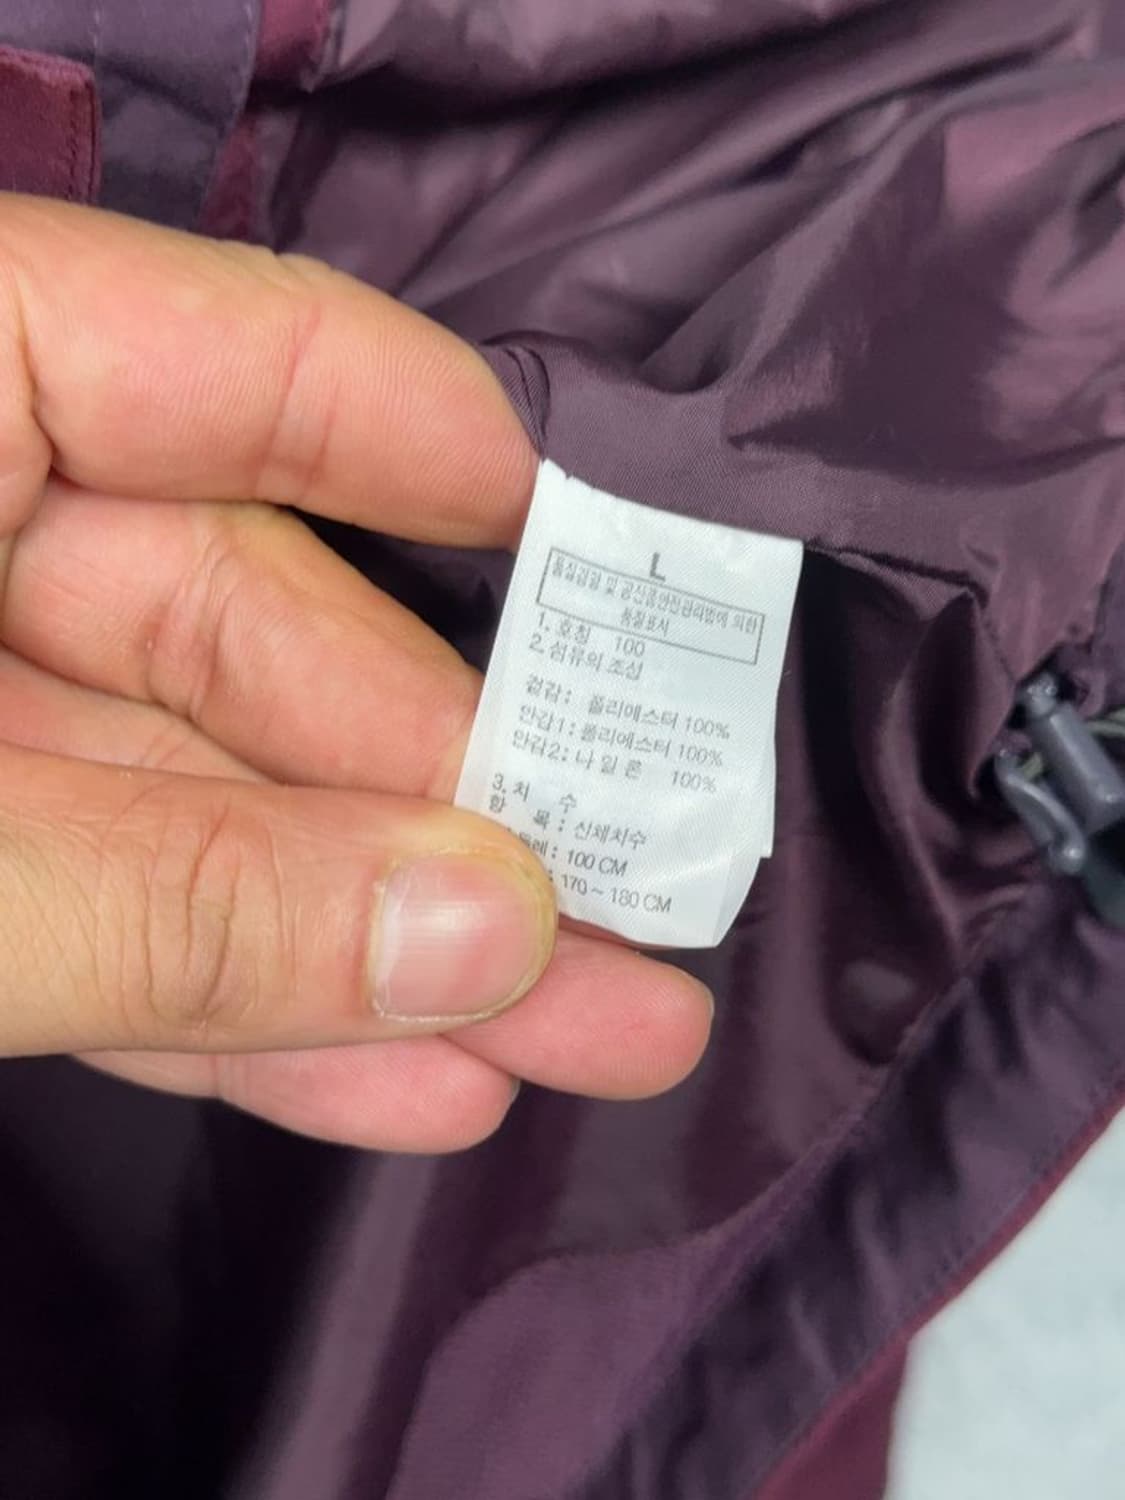 L
품질경영 및 공산품안전관리법에 의한
품질표시
1. 호칭 100
2. 섬유의 조성
겉감 : 폴리에스터 100%
안감1 : 폴리에스터 100%
안감2 : 나일론 100%
3. 치 수
항 목 : 신체치수
둘레 : 100 CM
: 170 ~ 180 CM